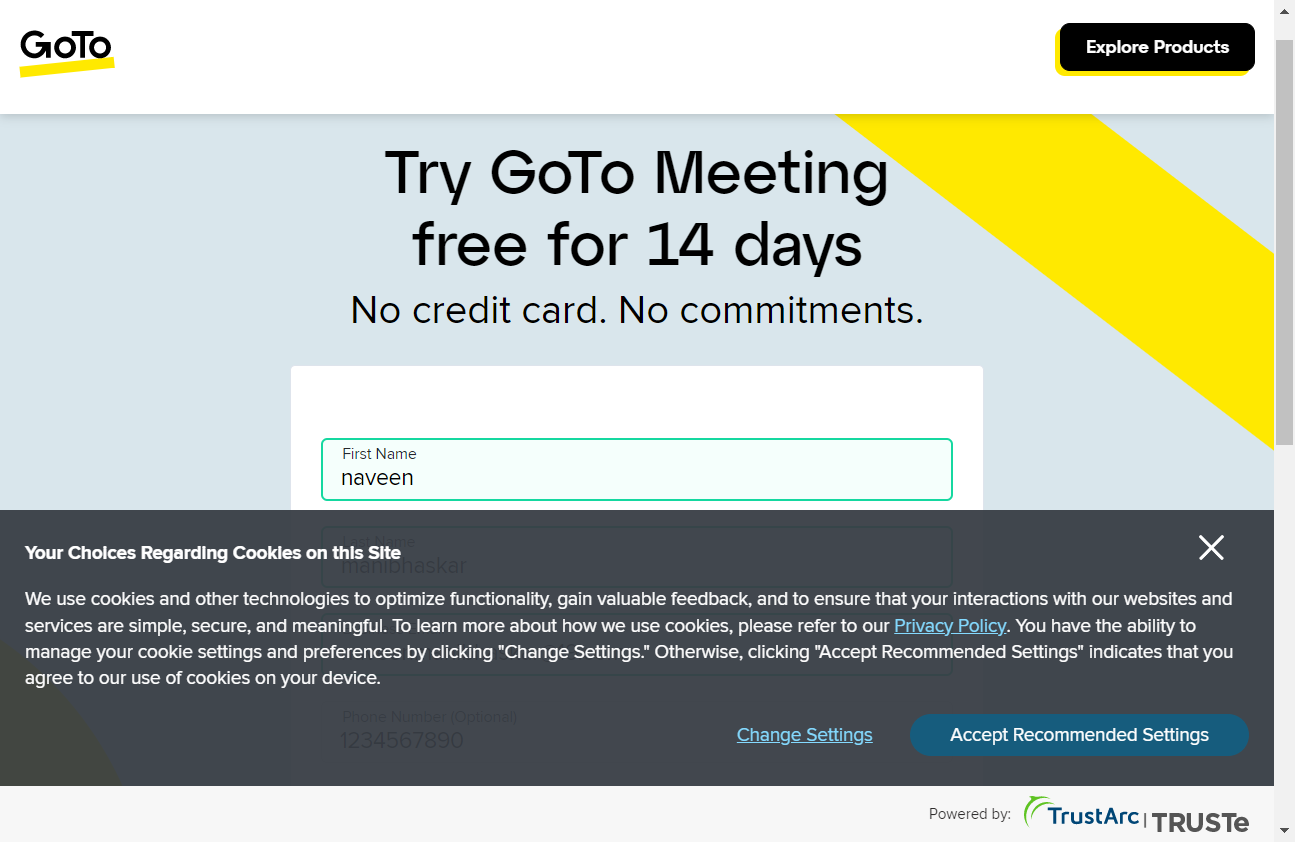 GoTo
Explore Products
Try GoTo Meeting
free for 14 days
No credit card. No commitments.
First Name
naveen
Last Name
manibhaskar
Your Choices Regarding Cookies on this Site
We use cookies and other technologies to optimize functionality, gain valuable feedback, and to ensure that your interactions with our websites and
services are simple, secure, and meaningful. To learn more about how we use cookies, please refer to our Privacy Policy. You have the ability to
manage your cookie settings and preferences by clicking "Change Settings." Otherwise, clicking "Accept Recommended Settings" indicates that you
agree to our use of cookies on your device.
Phone Number (Optional)
1234567890
Change Settings
Accept Recommended Settings
Powered by:
TrustArc | TRUSTe